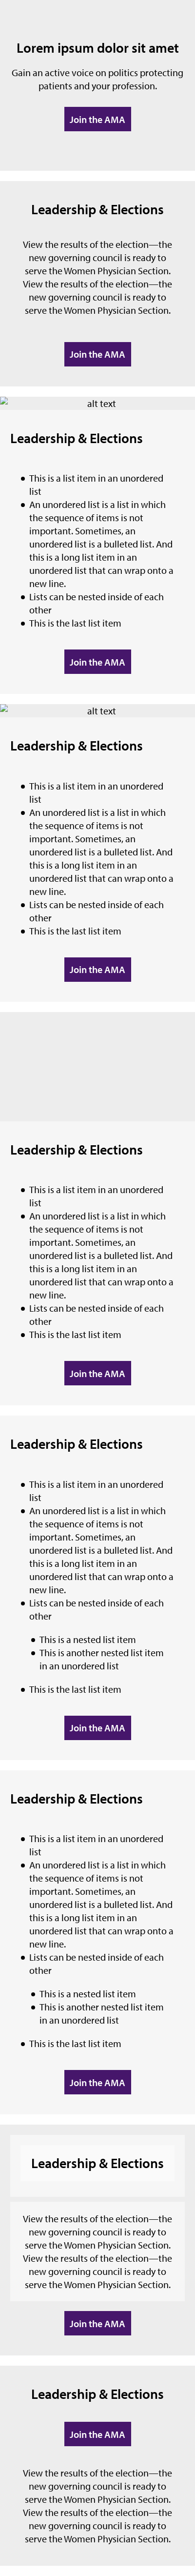 Lorem ipsum dolor sit amet
Gain an active voice on politics protecting
patients and your profession.
Join the AMA
Leadership & Elections
View the results of the election—the
new governing council is ready to
serve the Women Physician Section.
View the results of the election—the
new governing council is ready to
serve the Women Physician Section.
Join the AMA
alt text
Leadership & Elections
This is a list item in an unordered
list
An unordered list is a list in which
the sequence of items is not
important. Sometimes, an
unordered list is a bulleted list. And
this is a long list item in an
unordered list that can wrap onto a
new line.
Lists can be nested inside of each
other
This is the last list item
Join the AMA
alt text
Leadership & Elections
This is a list item in an unordered
list
An unordered list is a list in which
the sequence of items is not
important. Sometimes, an
unordered list is a bulleted list. And
this is a long list item in an
unordered list that can wrap onto a
new line.
Lists can be nested inside of each
other
This is the last list item
Join the AMA
Leadership & Elections
This is a list item in an unordered
list
An unordered list is a list in which
the sequence of items is not
important. Sometimes, an
unordered list is a bulleted list. And
this is a long list item in an
unordered list that can wrap onto a
new line.
Lists can be nested inside of each
other
This is the last list item
Join the AMA
Leadership & Elections
This is a list item in an unordered
list
An unordered list is a list in which
the sequence of items is not
important. Sometimes, an
unordered list is a bulleted list. And
this is a long list item in an
unordered list that can wrap onto a
new line.
Lists can be nested inside of each
other
This is a nested list item
This is another nested list item
in an unordered list
This is the last list item
Join the AMA
Leadership & Elections
This is a list item in an unordered
list
An unordered list is a list in which
the sequence of items is not
important. Sometimes, an
unordered list is a bulleted list. And
this is a long list item in an
unordered list that can wrap onto a
new line.
Lists can be nested inside of each
other
This is a nested list item
This is another nested list item
in an unordered list
This is the last list item
Join the AMA
Leadership & Elections
View the results of the election—the
new governing council is ready to
serve the Women Physician Section.
View the results of the election—the
new governing council is ready to
serve the Women Physician Section.
Join the AMA
Leadership & Elections
Join the AMA
View the results of the election—the
new governing council is ready to
serve the Women Physician Section.
View the results of the election—the
new governing council is ready to
serve the Women Physician Section.